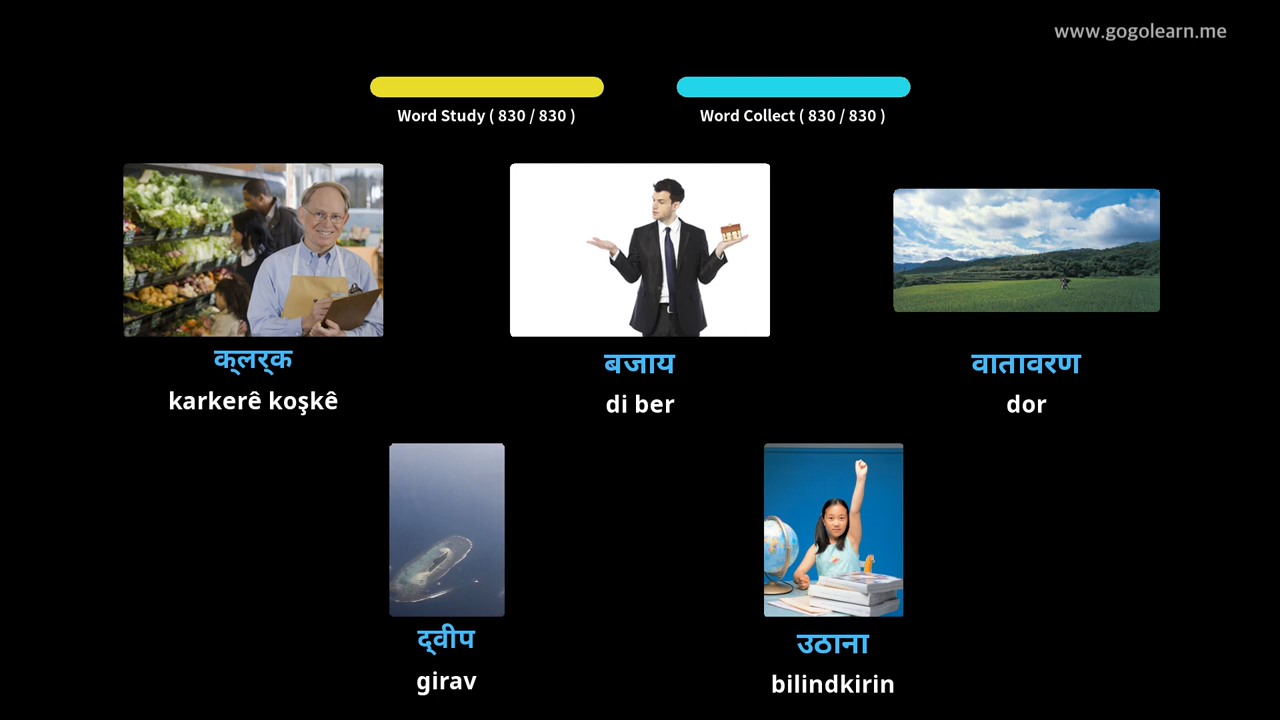 www.gogolearn.me
Word Study ( 830 / 830 )
Word Collect ( 830 / 830 )
क्लर्क
karkerê koşkê
बजाय
di ber
वातावरण
dor
द्वीप
girav
उठाना
bilindkirin